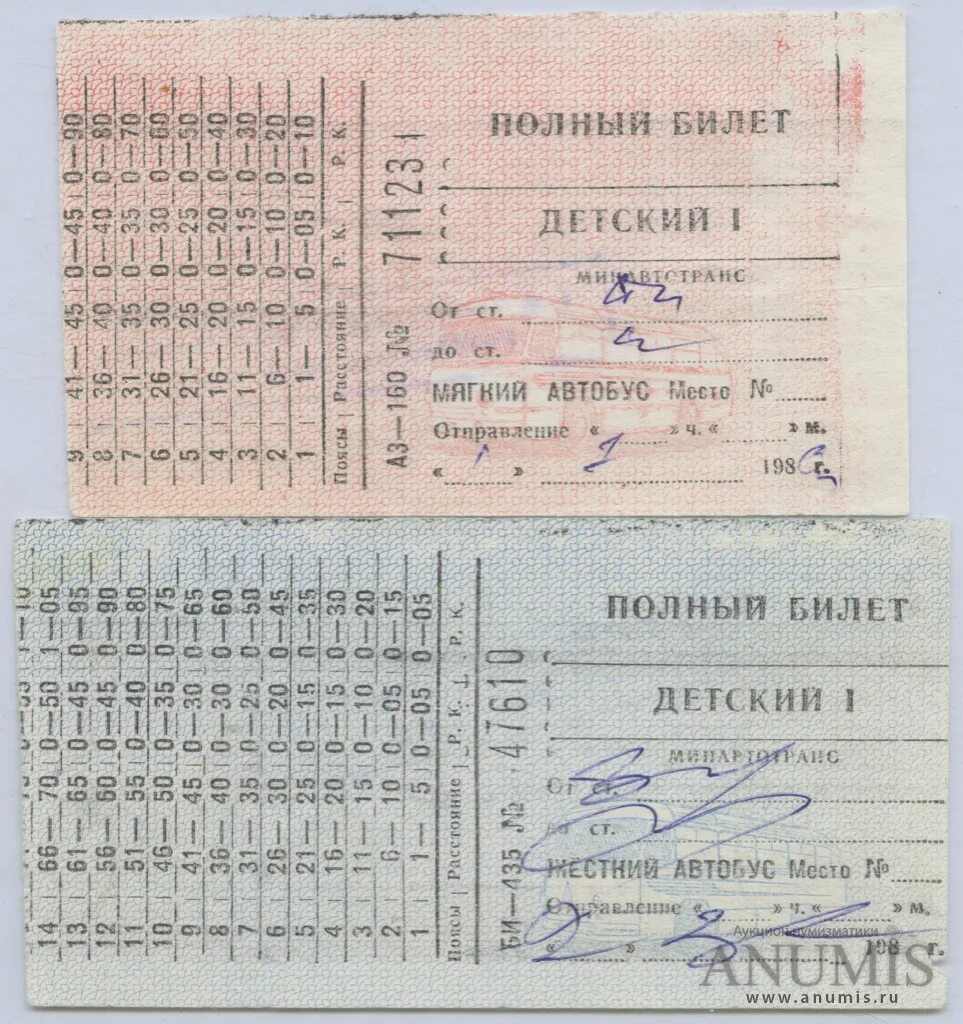 ПОЛНЫЙ БИЛЕТ
ДЕТСКИЙ I
МИНАВТОТРАНС
От ст.
до ст.
МЯГКИЙ АВТОБУС Место №
Отправление « » ч. « » м.
« 1 » 198 г.
АЗ—160 № 711231
Поясы | Расстояние | Р. К. | Р. К.
1 1— 5 0—05 0—10
2 6—10 0—10 0—20
3 11—15 0—15 0—30
4 16—20 0—20 0—40
5 21—25 0—25 0—50
6 26—30 0—30 0—60
7 31—35 0—35 0—70
8 36—40 0—40 0—80
9 41—45 0—45 0—90
ПОЛНЫЙ БИЛЕТ
ДЕТСКИЙ I
МИНАВТОТРАНС
От ст.
до ст.
ЖЕСТКИЙ АВТОБУС Место №
Отправление « » ч. « » м.
« 2 » 3 198 г.
БИ—435 № 47610
Поясы | Расстояние | Р. К. | Р. К.
1 1— 5 0—05 0—05
2 6—10 0—05 0—15
3 11—15 0—10 0—20
4 16—20 0—15 0—30
5 21—25 0—15 0—35
6 26—30 0—20 0—45
7 31—35 0—25 0—50
8 36—40 0—30 0—60
9 41—45 0—30 0—65
10 46—50 0—35 0—75
11 51—55 0—40 0—80
12 56—60 0—45 0—90
13 61—65 0—45 0—95
14 66—70 0—50 1—05
Аукцион нумизматики
ANUMIS
www.anumis.ru